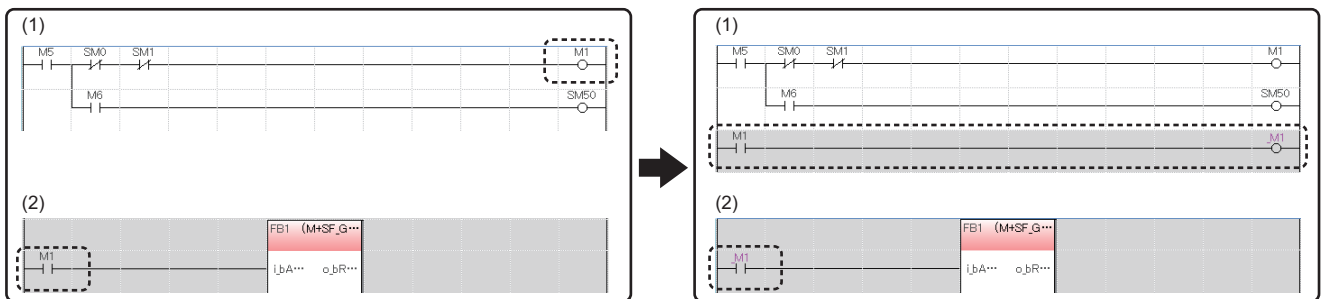 (1)
M5 SM0 SM1 M1
M6 SM50
(2)
FB1 (M+SF_G…
M1
i_bA… o_bR…
(1)
M5 SM0 SM1 M1
M6 SM50
M1 _M1
(2)
FB1 (M+SF_G…
_M1
i_bA… o_bR…